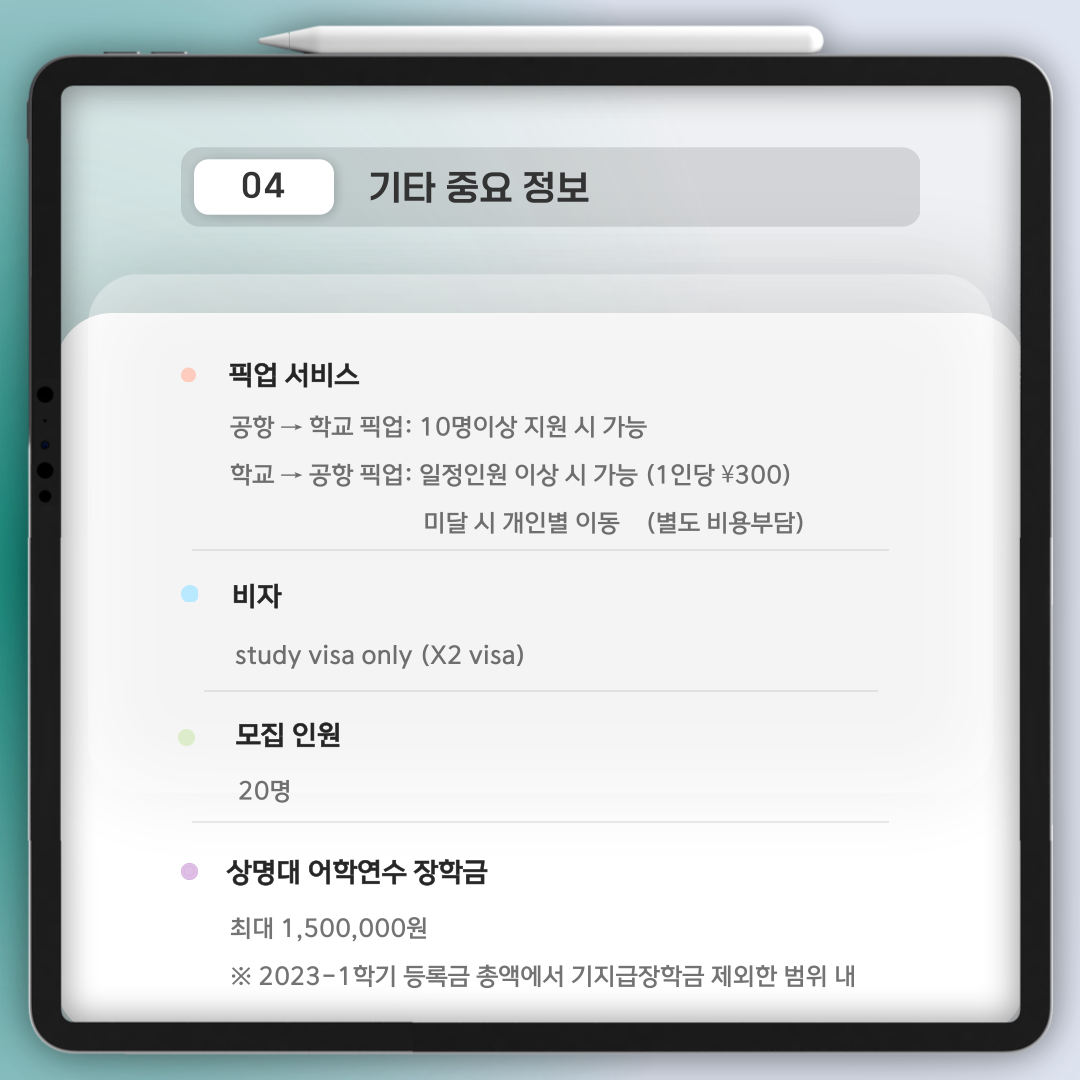 04 기타 중요 정보
픽업 서비스
공항 → 학교 픽업: 10명이상 지원 시 가능
학교 → 공항 픽업: 일정인원 이상 시 가능 (1인당 ¥300)
미달 시 개인별 이동 (별도 비용부담)
비자
study visa only (X2 visa)
모집 인원
20명
상명대 어학연수 장학금
최대 1,500,000원
※ 2023-1학기 등록금 총액에서 기지급장학금 제외한 범위 내